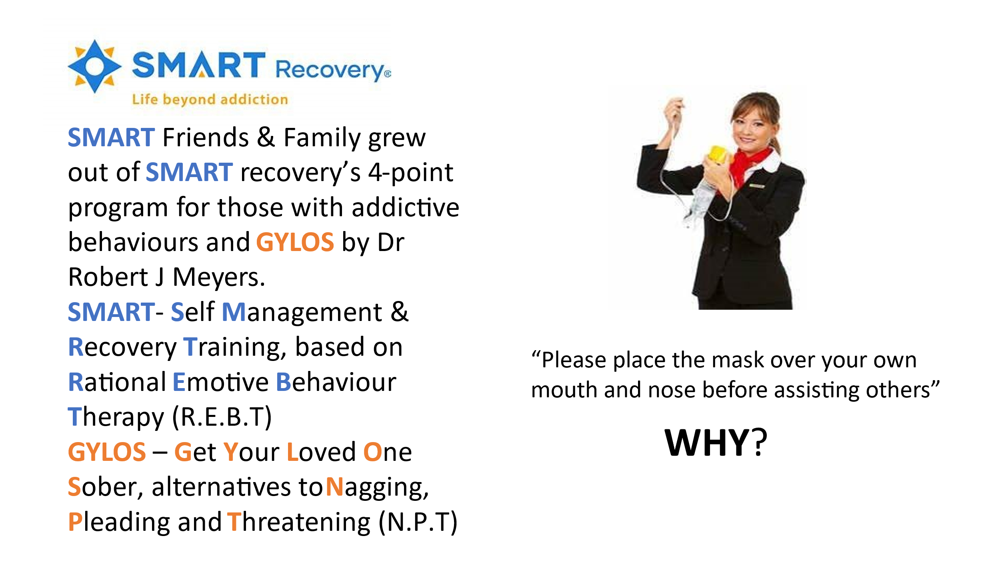 SMART Recovery®
Life beyond addiction
SMART Friends & Family grew
out of SMART recovery’s 4-point
program for those with addictive
behaviours and GYLOS by Dr
Robert J Meyers.
SMART- Self Management &
Recovery Training, based on
Rational Emotive Behaviour
Therapy (R.E.B.T)
GYLOS – Get Your Loved One
Sober, alternatives to Nagging,
Pleading and Threatening (N.P.T)
“Please place the mask over your own
mouth and nose before assisting others”
WHY?